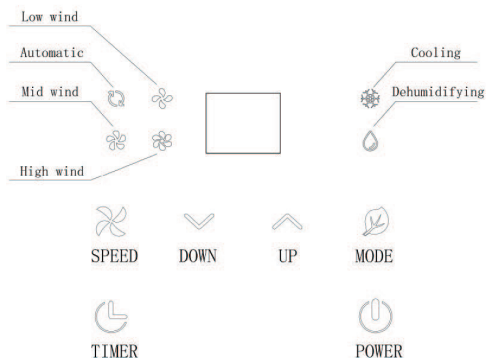 Low wind
Automatic
Cooling
Mid wind
Dehumidifying
High wind
SPEED DOWN UP MODE
TIMER POWER